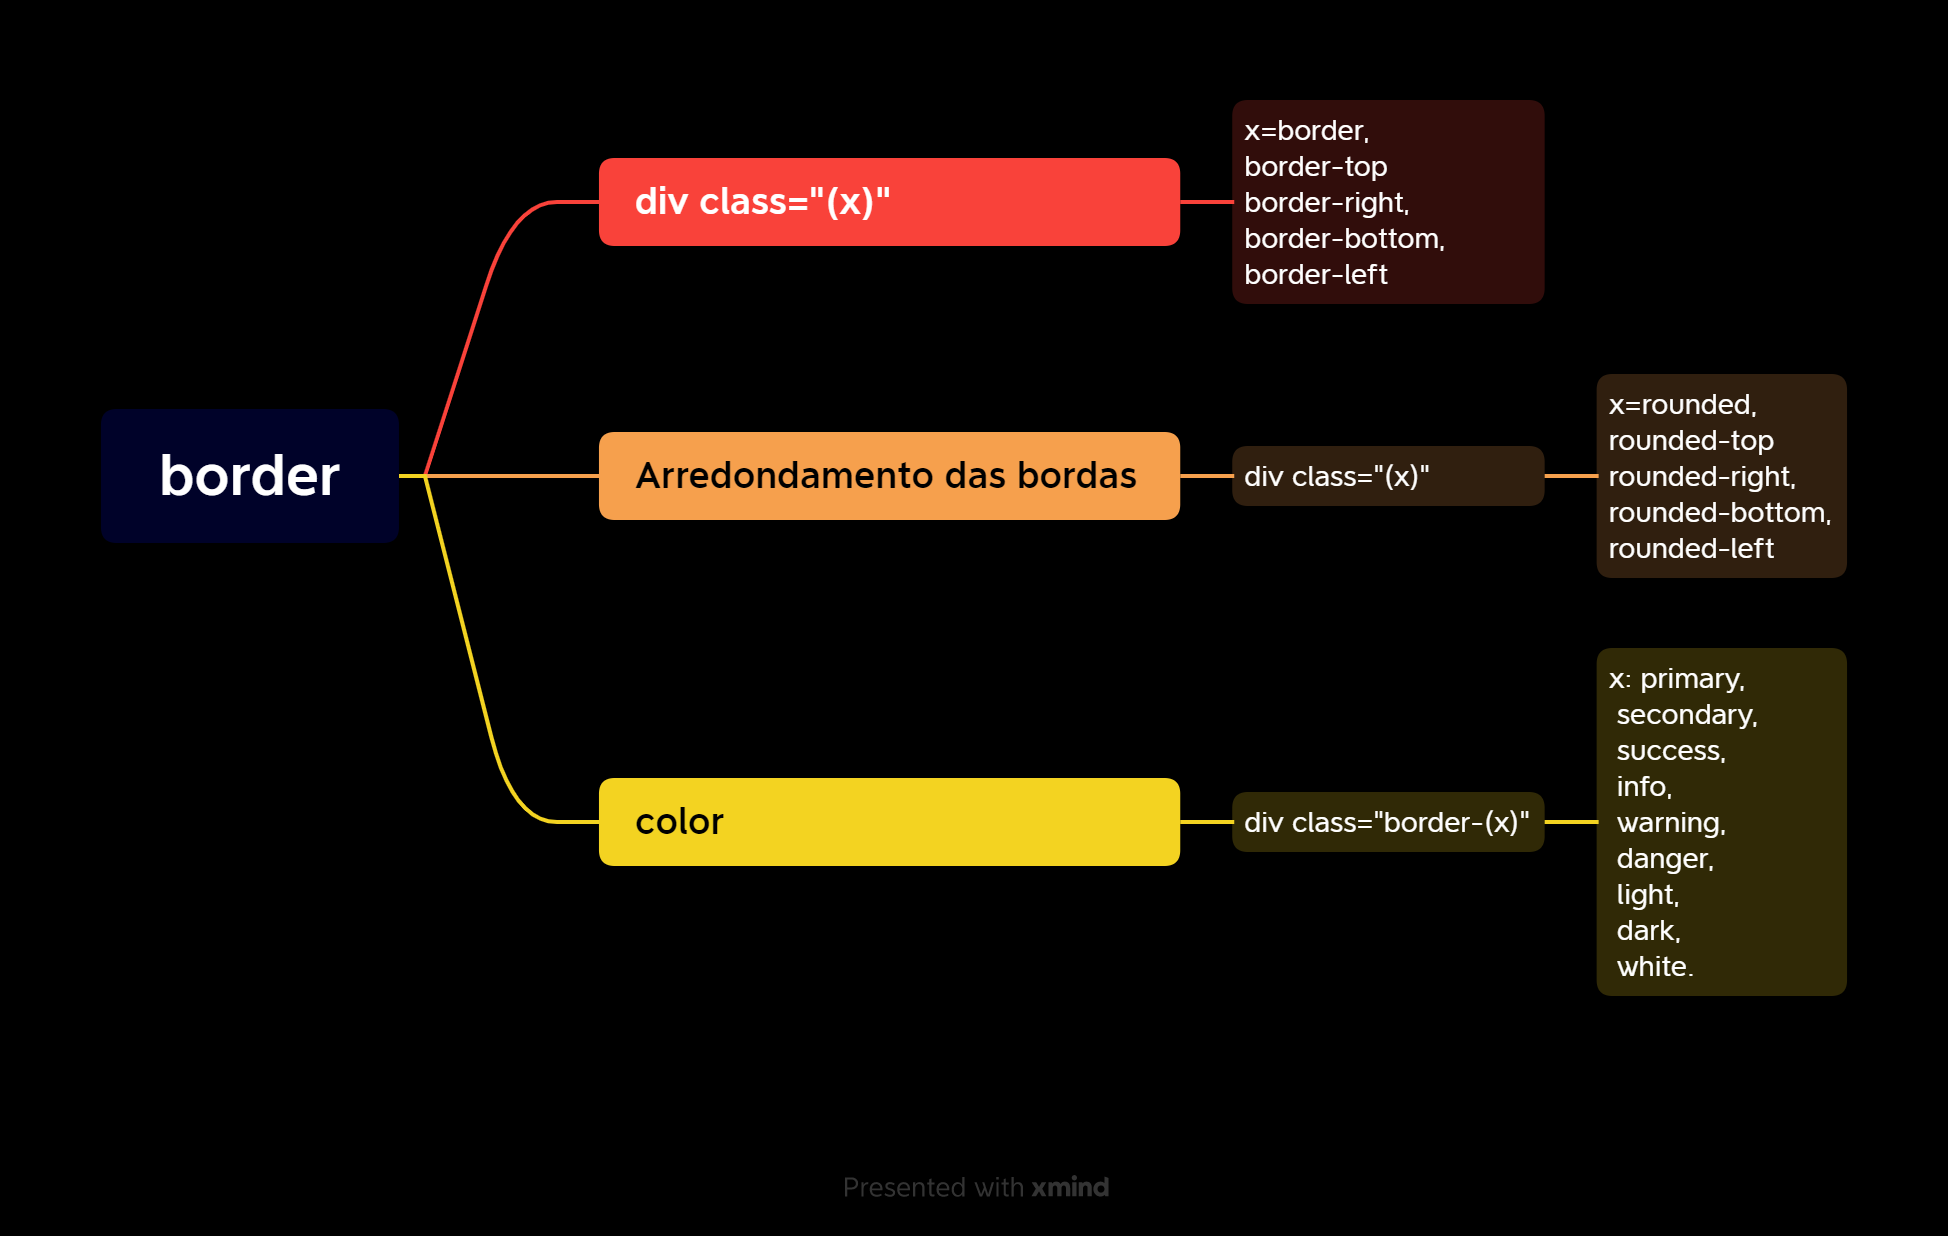 border
div class="(x)"
x=border,
border-top
border-right,
border-bottom,
border-left
Arredondamento das bordas
div class="(x)"
x=rounded,
rounded-top
rounded-right,
rounded-bottom,
rounded-left
color
div class="border-(x)"
x: primary,
secondary,
success,
info,
warning,
danger,
light,
dark,
white.
Presented with xmind